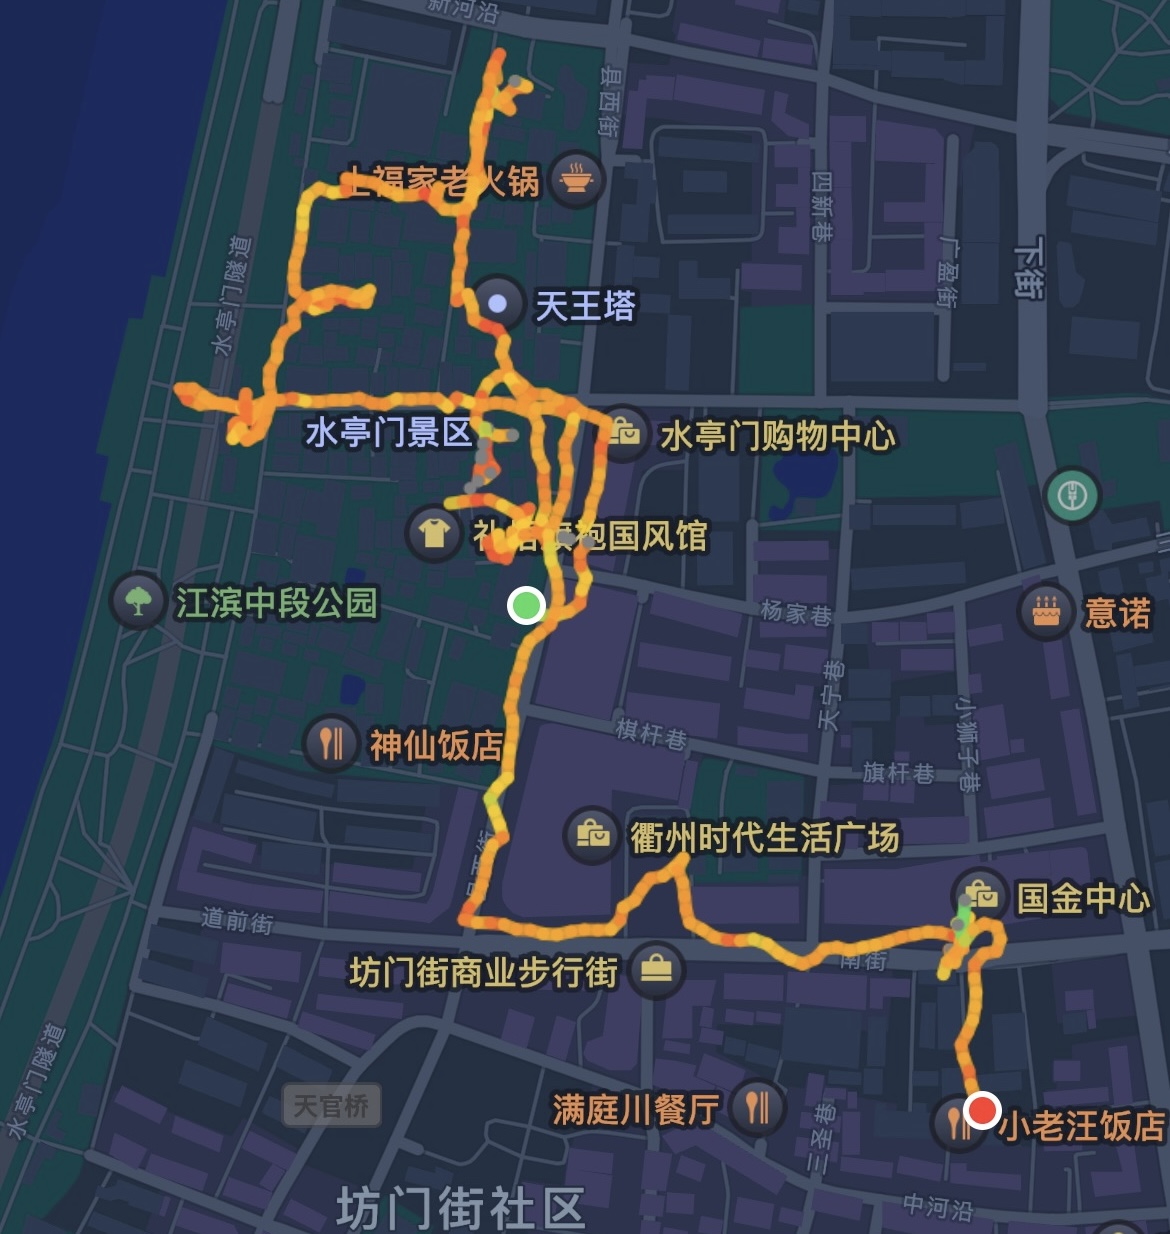 新河沿
县西街
士福家老火锅
四新巷
水亭门隧道
广盈街
下街
天王塔
水亭门景区
水亭门购物中心
礼
旗袍国风馆
江滨中段公园
杨家巷
意诺
天宁巷
小狮子巷
棋杆巷
神仙饭店
旗杆巷
衢州时代生活广场
国金中心
道前街
坊门街商业步行街
南街
水亭门隧道
天官桥
满庭川餐厅
三圣巷
小老汪饭店
坊门街社区
中河沿